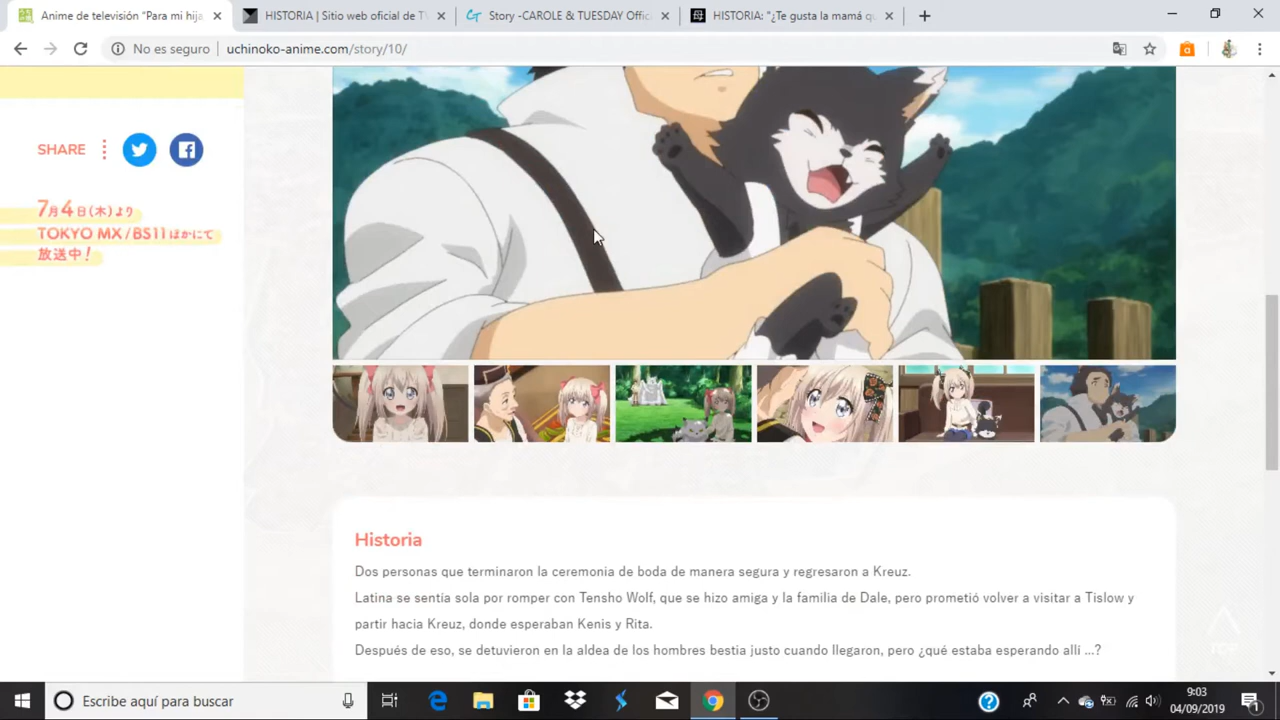 Anime de televisión “Para mi hija
HISTORIA | Sitio web oficial de TV
Story -CAROLE & TUESDAY Offici
HISTORIA: "¿Te gusta la mamá qu
No es seguro
uchinoko-anime.com/story/10/
SHARE
7月4日(木)より
TOKYO MX/BS11ほかにて
放送中!
Historia
Dos personas que terminaron la ceremonia de boda de manera segura y regresaron a Kreuz.
Latina se sentía sola por romper con Tensho Wolf, que se hizo amiga y la familia de Dale, pero prometió volver a visitar a Tislow y
partir hacia Kreuz, donde esperaban Kenis y Rita.
Después de eso, se detuvieron en la aldea de los hombres bestia justo cuando llegaron, pero ¿qué estaba esperando allí ...?
TOP
Escribe aquí para buscar
9:03
04/09/2019